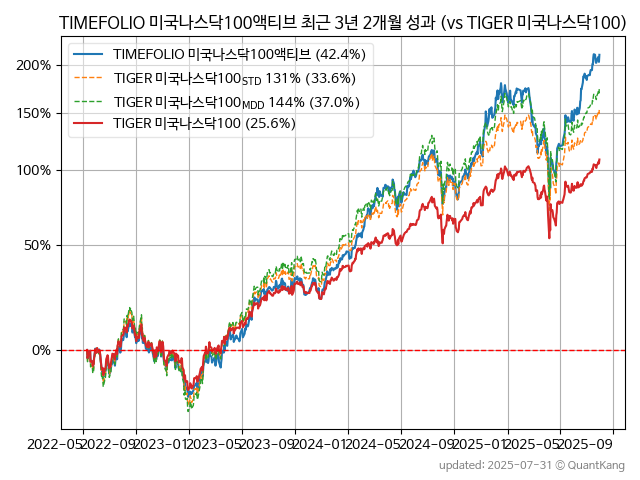 TIMEFOLIO 미국나스닥100액티브 최근 3년 2개월 성과 (vs TIGER 미국나스닥100)
TIMEFOLIO 미국나스닥100액티브 (42.4%)
TIGER 미국나스닥100STD 131% (33.6%)
TIGER 미국나스닥100MDD 144% (37.0%)
TIGER 미국나스닥100 (25.6%)
200%
150%
100%
50%
0%
2022-05 2022-09 2023-01 2023-05 2023-09 2024-01 2024-05 2024-09 2025-01 2025-05 2025-09
updated: 2025-07-31 © QuantKang